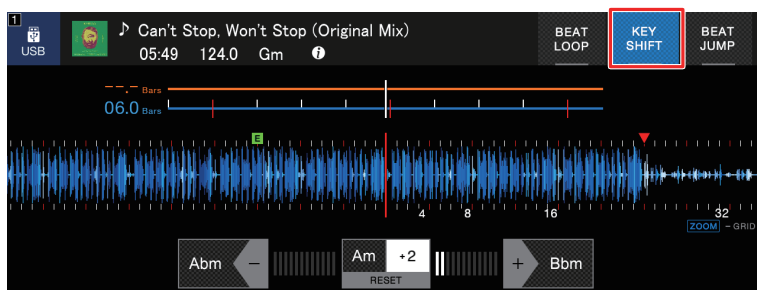 1
USB
♪ Can't Stop, Won't Stop (Original Mix)
05:49 124.0 Gm i
BEAT LOOP
KEY SHIFT
BEAT JUMP
--.- Bars
06.0 Bars
E
4 8 16 32
ZOOM – GRID
Abm − Am +2 + Bbm
RESET